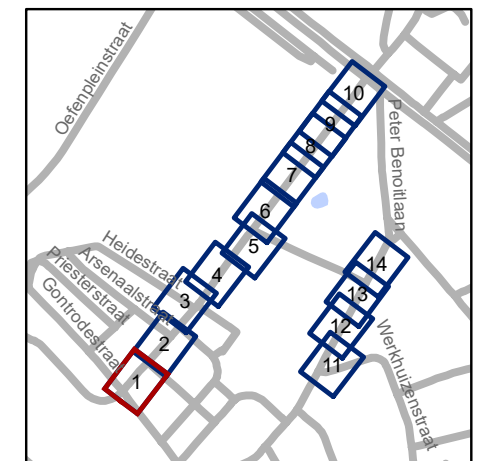 Oefenpleinstraat
Peter Benoitlaan
Heidestraat
Arsenaalstraat
Priesterstraat
Gontrodestraat
Werkhuizenstraat
10
9
8
7
6
5
4
3
2
1
14
13
12
11